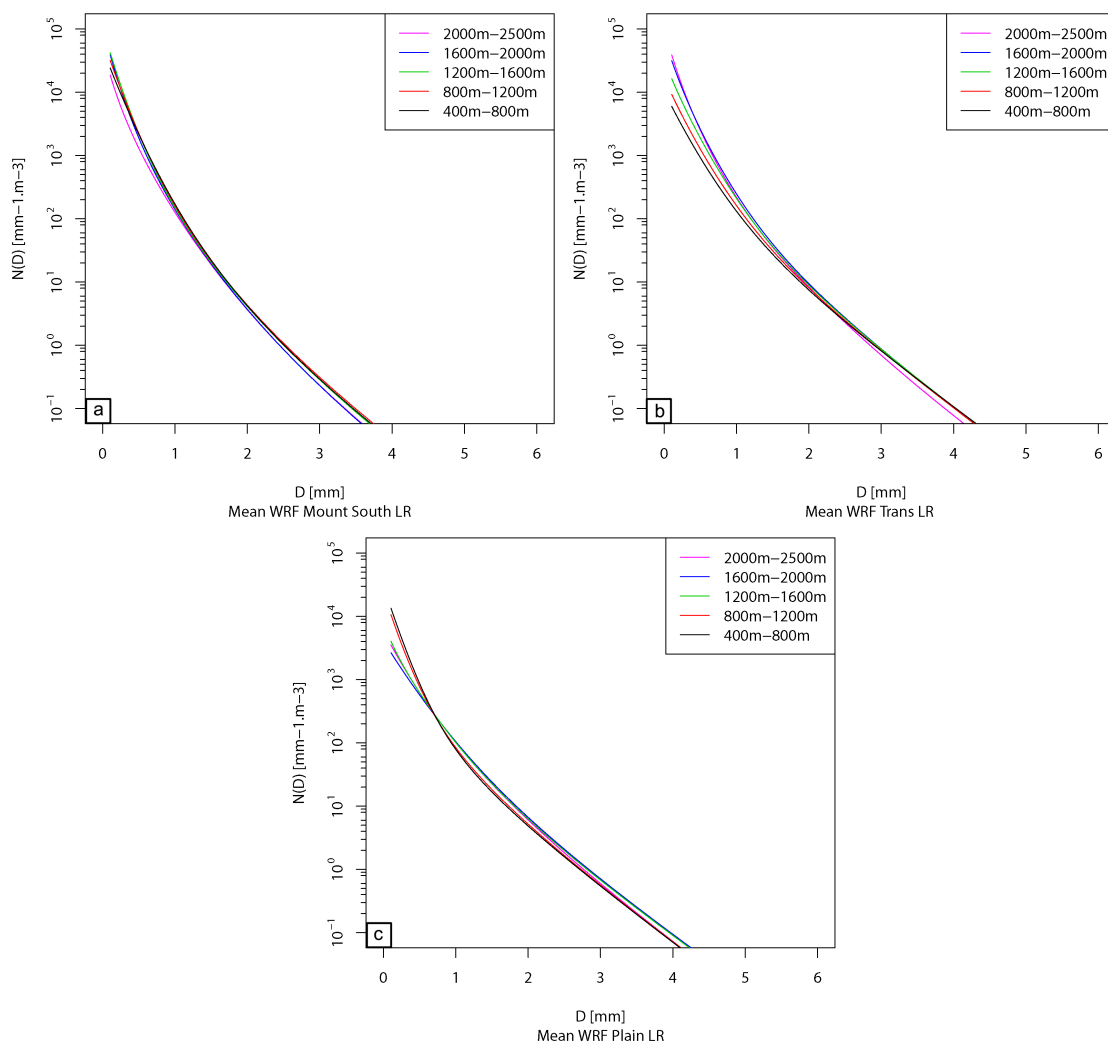 2000m−2500m
1600m−2000m
1200m−1600m
800m−1200m
400m−800m
N(D) [mm−1.m−3]
10^5
10^4
10^3
10^2
10^1
10^0
10^−1
a
0 1 2 3 4 5 6
D [mm]
Mean WRF Mount South LR
2000m−2500m
1600m−2000m
1200m−1600m
800m−1200m
400m−800m
N(D) [mm−1.m−3]
10^5
10^4
10^3
10^2
10^1
10^0
10^−1
b
0 1 2 3 4 5 6
D [mm]
Mean WRF Trans LR
2000m−2500m
1600m−2000m
1200m−1600m
800m−1200m
400m−800m
N(D) [mm−1.m−3]
10^5
10^4
10^3
10^2
10^1
10^0
10^−1
c
0 1 2 3 4 5 6
D [mm]
Mean WRF Plain LR